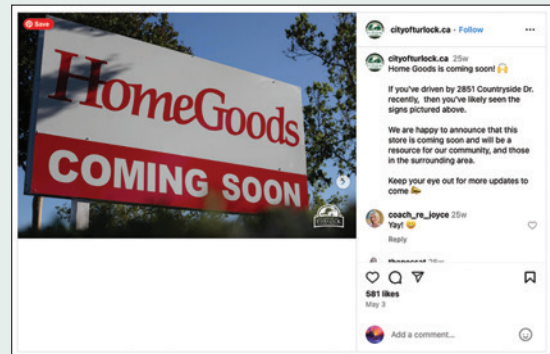 Save
HomeGoods
COMING SOON
cityofturlock.ca · Follow
cityofturlock.ca 25w
Home Goods is coming soon! 🙌
If you've driven by 2851 Countryside Dr.
recently, then you've likely seen the
signs pictured above.
We are happy to announce that this
store is coming soon and will be a
resource for our community, and those
in the surrounding area.
Keep your eye out for more updates to
come
coach_re_joyce 25w
Yay! 😀
Reply
581 likes
May 3
Add a comment...